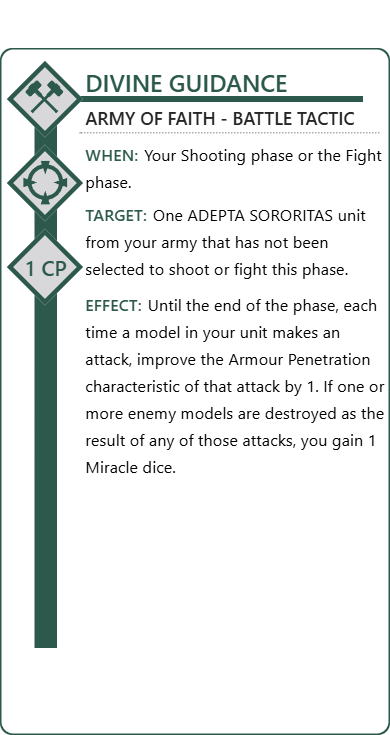 DIVINE GUIDANCE
ARMY OF FAITH - BATTLE TACTIC
WHEN: Your Shooting phase or the Fight
phase.
TARGET: One ADEPTA SORORITAS unit
from your army that has not been
selected to shoot or fight this phase.
1 CP
EFFECT: Until the end of the phase, each
time a model in your unit makes an
attack, improve the Armour Penetration
characteristic of that attack by 1. If one or
more enemy models are destroyed as the
result of any of those attacks, you gain 1
Miracle dice.